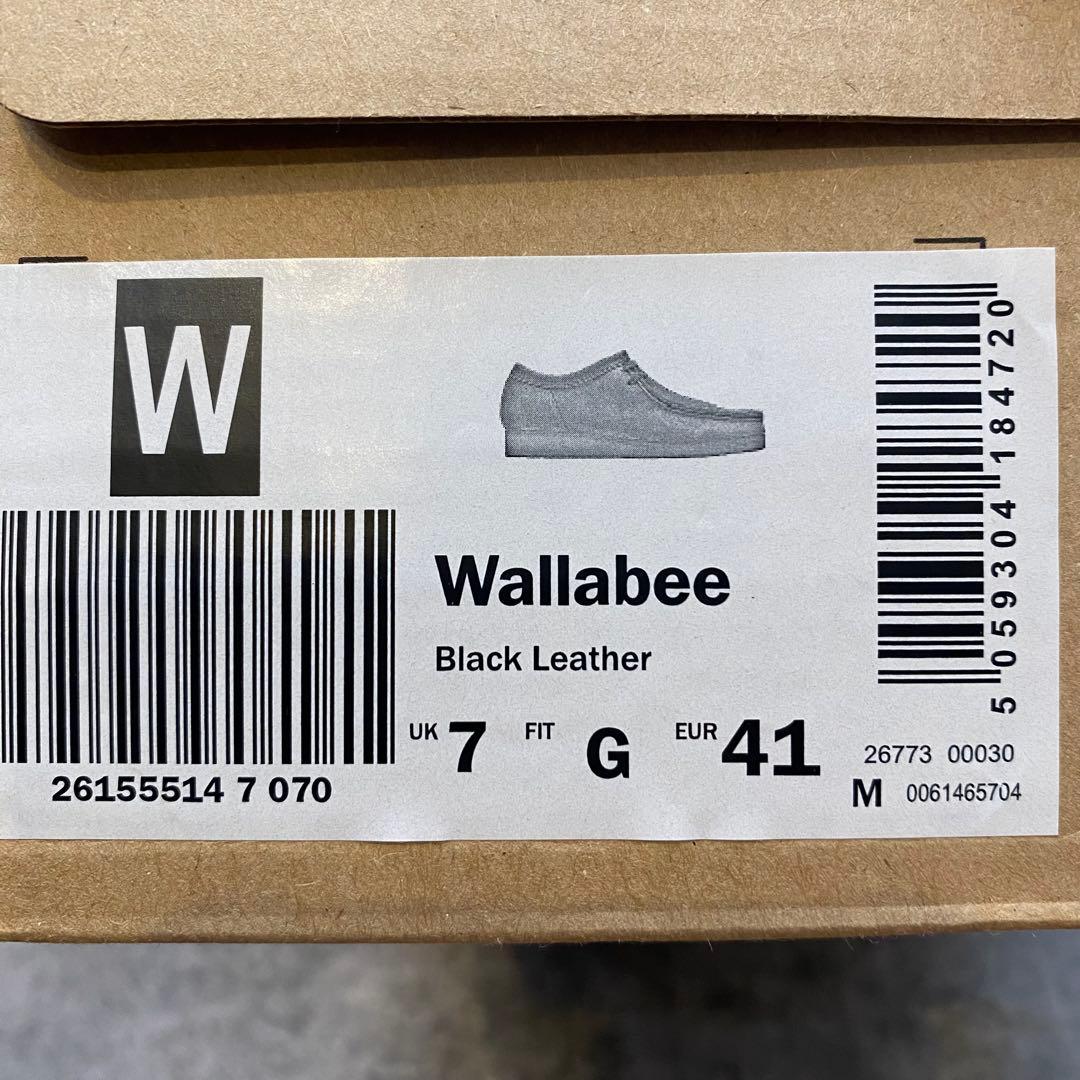 W
Wallabee
Black Leather
UK 7 FIT G EUR 41
26155514 7 070
5 059304 184720
26773 00030
M 0061465704